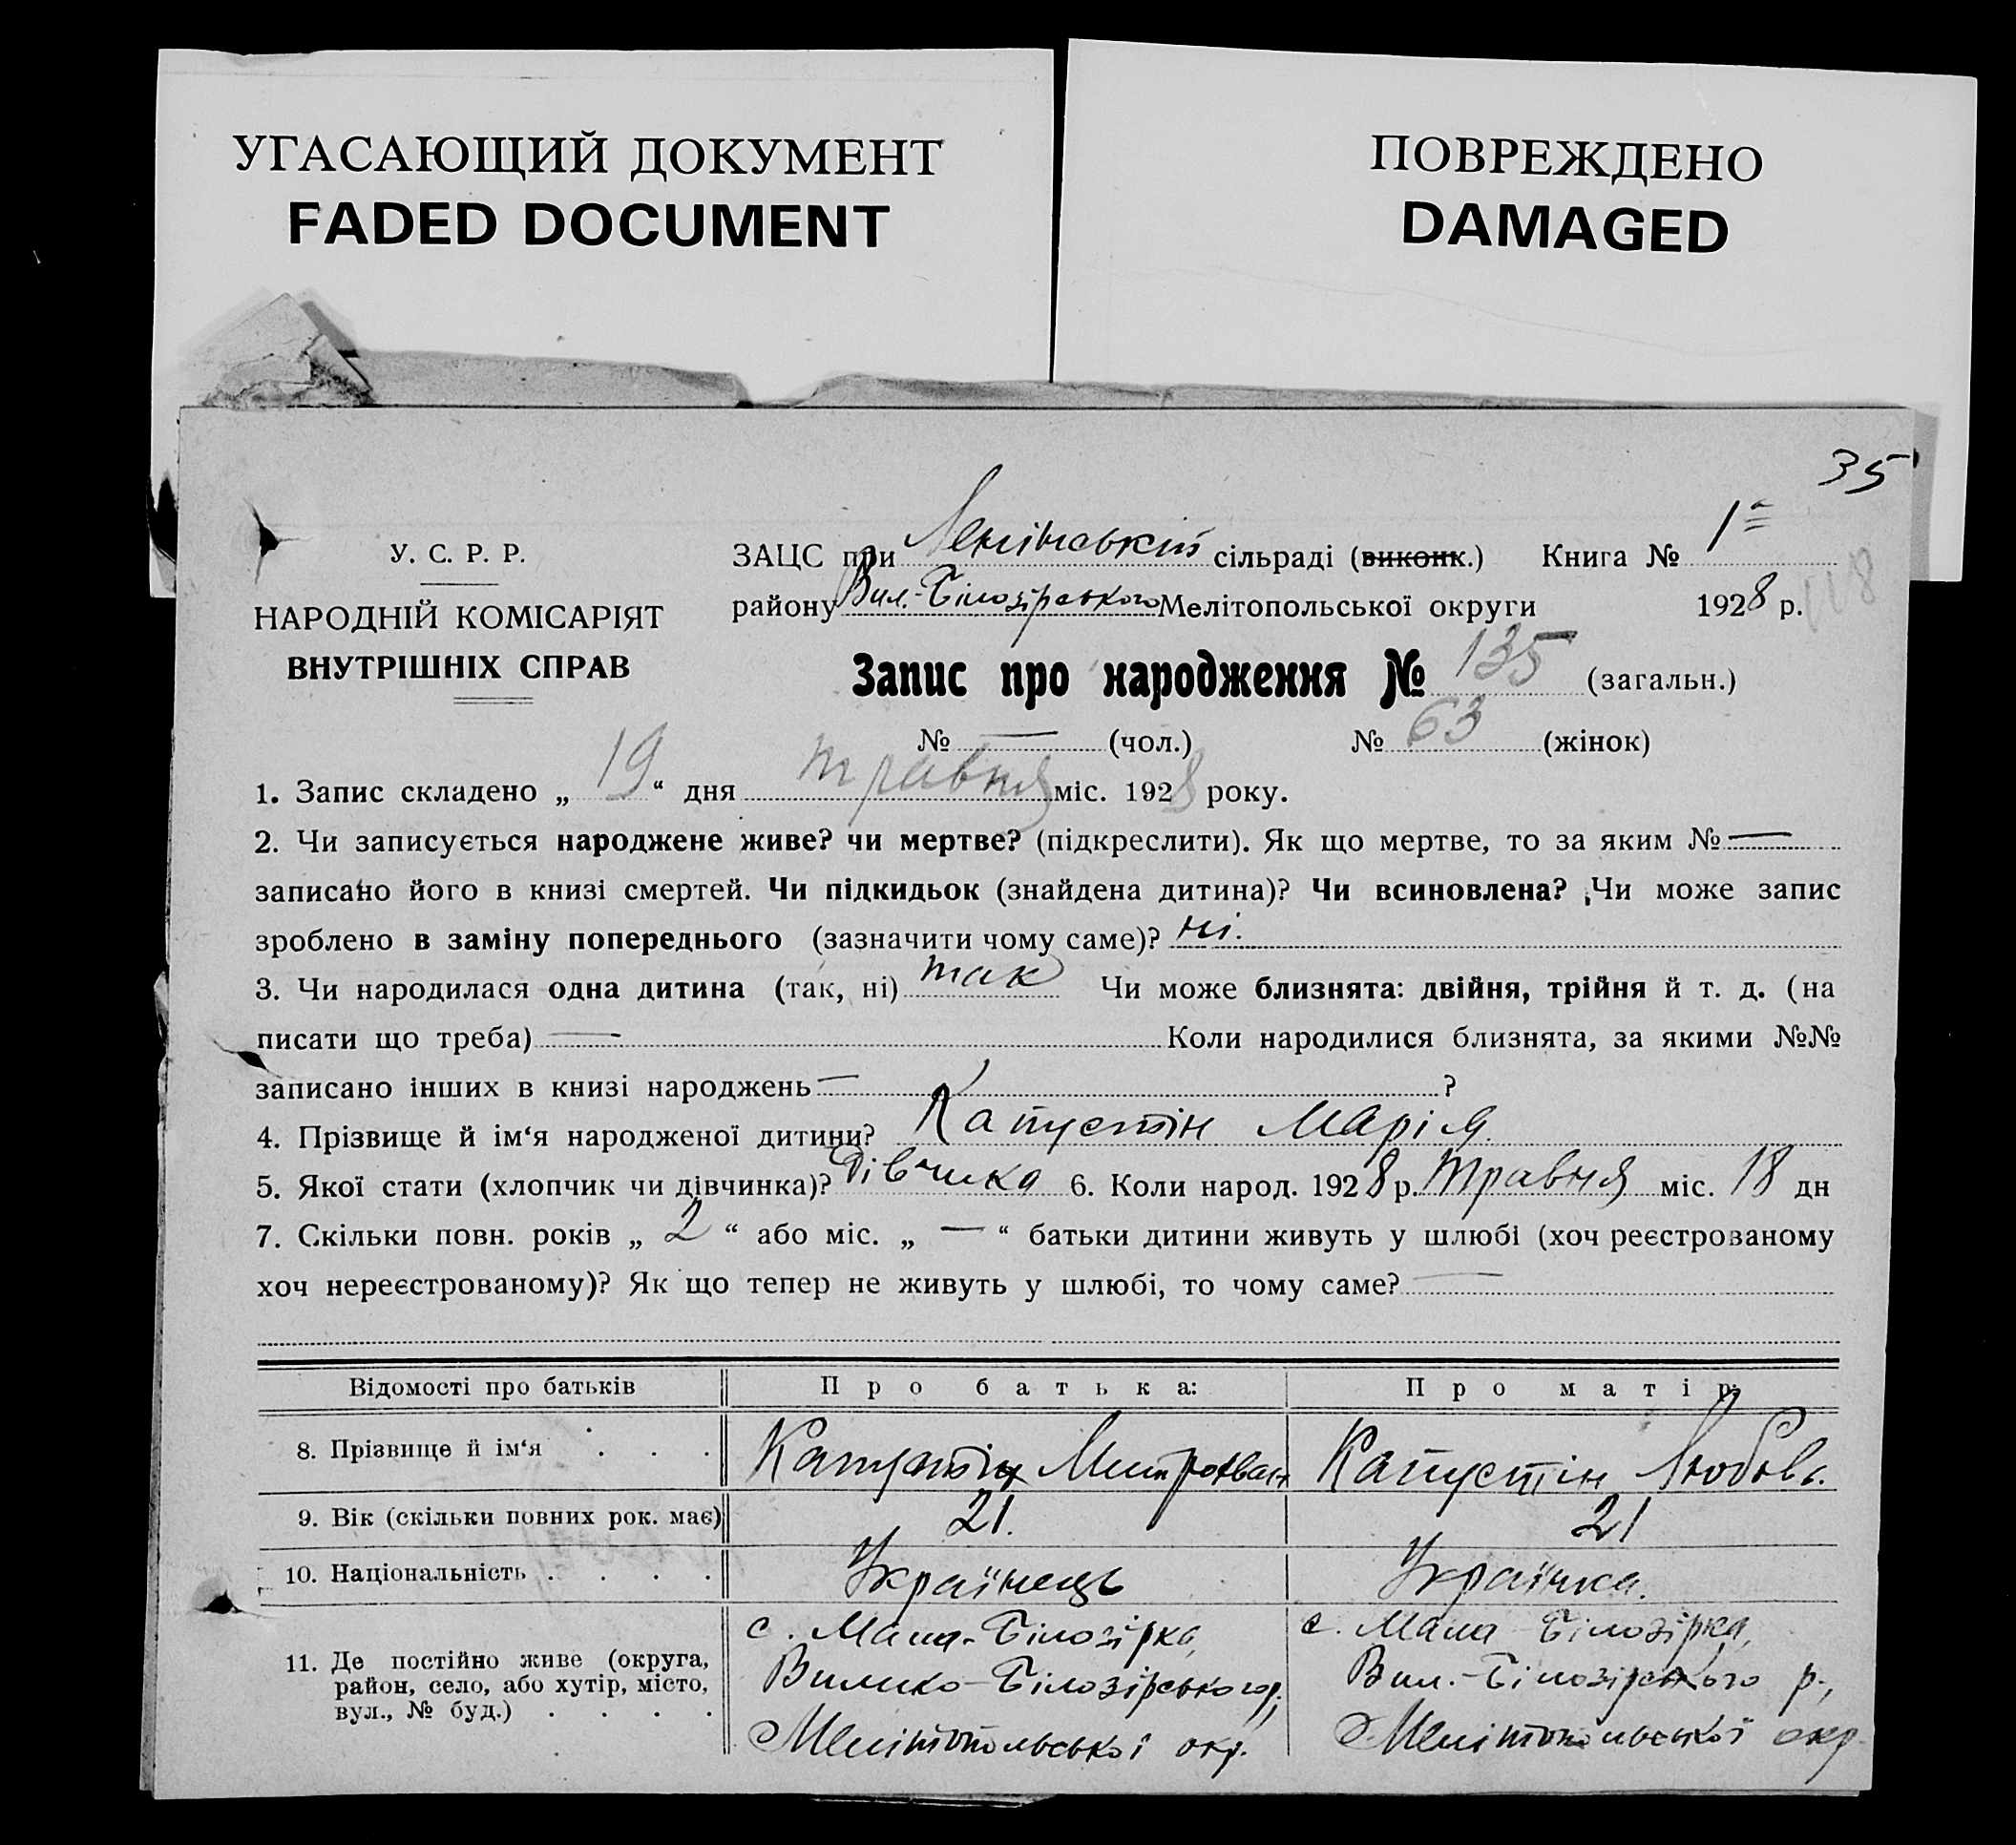 УГАСАЮЩИЙ ДОКУМЕНТ
FADED DOCUMENT
ПОВРЕЖДЕНО
DAMAGED
35
У. С. Р. Р.
НАРОДНІЙ КОМІСАРІЯТ
ВНУТРІШНІХ СПРАВ
ЗАЦС при Ленінській сільраді (виконк.) Книга № 1
району Вил.-Білозірського Мелітопольської округи 1928 р.
118
Запис про народження № 135 (загальн.)
№ — (чол.) № 63 (жінок)
1. Запис складено „ 19 “ дня травня міс. 1928 року.
2. Чи записується народжене живе? чи мертве? (підкреслити). Як що мертве, то за яким № —
записано його в книзі смертей. Чи підкидьок (знайдена дитина)? Чи всиновлена? Чи може запис
зроблено в заміну попереднього (зазначити чому саме)? ні.
3. Чи народилася одна дитина (так, ні) так Чи може близнята: двійня, трійня й т. д. (на
писати що треба) — Коли народилися близнята, за якими №№
записано інших в книзі народжень — ?
4. Прізвище й ім‘я народженої дитини? Капустін Марія
5. Якої стати (хлопчик чи дівчинка)? Дівчинка 6. Коли народ. 1928 р. Травня міс. 18 дн
7. Скільки повн. років „ 2 “ або міс. „ — “ батьки дитини живуть у шлюбі (хоч реєстрованому
хоч нереєстрованому)? Як що тепер не живуть у шлюбі, то чому саме? —
Відомості про батьків Про батька: Про матір:
8. Прізвище й ім‘я . . . Капустін Митрохван Капустін Любовь.
9. Вік (скільки повних рок. має) 21. 21
10. Національність . . . . Українець Українка.
11. Де постійно живе (округа,
район, село, або хутір, місто,
вул., № буд.) . . . .
с. Мала-Білозірка,
Вилико-Білозірського р.,
Мелітопольської окр.
с. Мала Білозірка,
Вил.-Білозірського р.,
Мелітопольської окр.